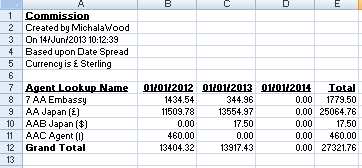 A B C D E
1 Commission
2 Created by MichalaWood
3 On 14/Jun/2013 10:12:39
4 Based upon Date Spread
5 Currency is £ Sterling
6
7 Agent Lookup Name 01/01/2012 01/01/2013 01/01/2014 Total
8 7 AA Embassy 1434.54 344.96 0.00 1779.50
9 AA Japan (£) 11509.78 13554.97 0.00 25064.76
10 AAB Japan ($) 0.00 17.50 0.00 17.50
11 AAC Agent () 460.00 0.00 0.00 460.00
12 Grand Total 13404.32 13917.43 0.00 27321.76
13